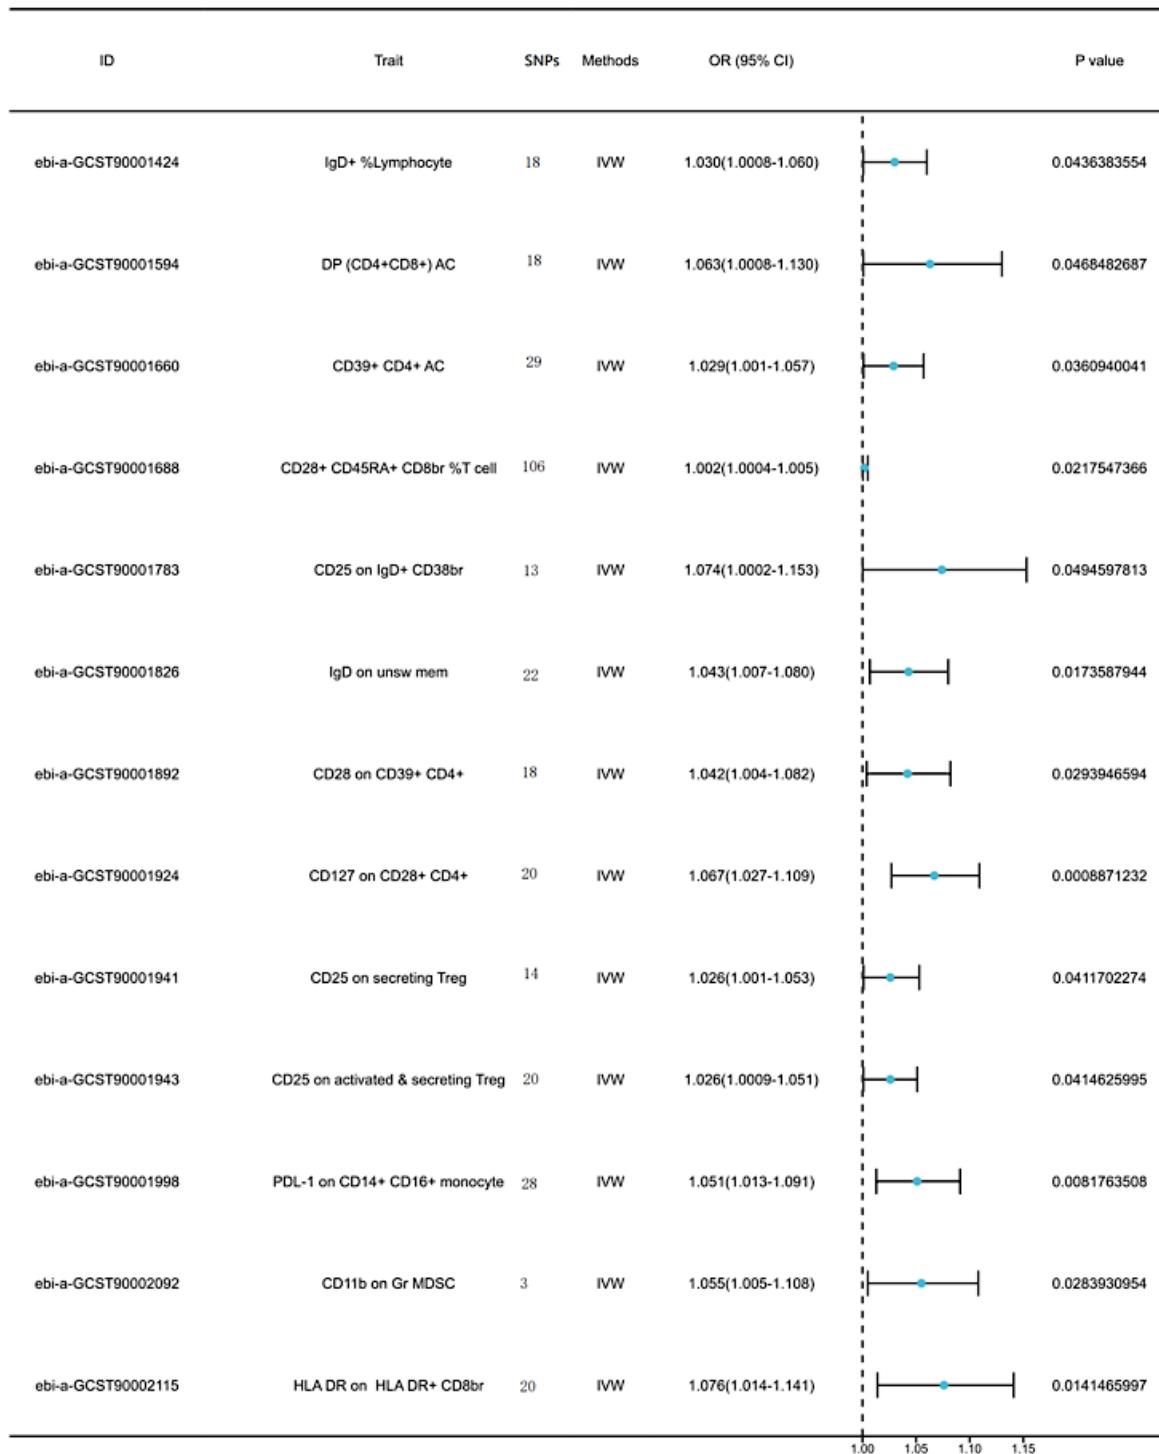 ID Trait SNPs Methods OR (95% CI) P value
ebi-a-GCST90001424 IgD+ %Lymphocyte 18 IVW 1.030(1.0008-1.060) 0.0436383554
ebi-a-GCST90001594 DP (CD4+CD8+) AC 18 IVW 1.063(1.0008-1.130) 0.0468482687
ebi-a-GCST90001660 CD39+ CD4+ AC 29 IVW 1.029(1.001-1.057) 0.0360940041
ebi-a-GCST90001688 CD28+ CD45RA+ CD8br %T cell 106 IVW 1.002(1.0004-1.005) 0.0217547366
ebi-a-GCST90001783 CD25 on IgD+ CD38br 13 IVW 1.074(1.0002-1.153) 0.0494597813
ebi-a-GCST90001826 IgD on unsw mem 22 IVW 1.043(1.007-1.080) 0.0173587944
ebi-a-GCST90001892 CD28 on CD39+ CD4+ 18 IVW 1.042(1.004-1.082) 0.0293946594
ebi-a-GCST90001924 CD127 on CD28+ CD4+ 20 IVW 1.067(1.027-1.109) 0.0008871232
ebi-a-GCST90001941 CD25 on secreting Treg 14 IVW 1.026(1.001-1.053) 0.0411702274
ebi-a-GCST90001943 CD25 on activated & secreting Treg 20 IVW 1.026(1.0009-1.051) 0.0414625995
ebi-a-GCST90001998 PDL-1 on CD14+ CD16+ monocyte 28 IVW 1.051(1.013-1.091) 0.0081763508
ebi-a-GCST90002092 CD11b on Gr MDSC 3 IVW 1.055(1.005-1.108) 0.0283930954
ebi-a-GCST90002115 HLA DR on HLA DR+ CD8br 20 IVW 1.076(1.014-1.141) 0.0141465997
1.00 1.05 1.10 1.15